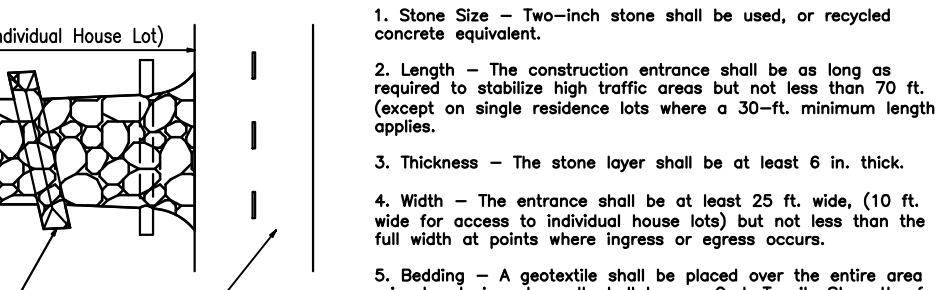 ndividual House Lot)
1. Stone Size – Two–inch stone shall be used, or recycled
concrete equivalent.
2. Length – The construction entrance shall be as long as
required to stabilize high traffic areas but not less than 70 ft.
(except on single residence lots where a 30–ft. minimum length
applies.
3. Thickness – The stone layer shall be at least 6 in. thick.
4. Width – The entrance shall be at least 25 ft. wide, (10 ft.
wide for access to individual house lots) but not less than the
full width at points where ingress or egress occurs.
5. Bedding – A geotextile shall be placed over the entire area